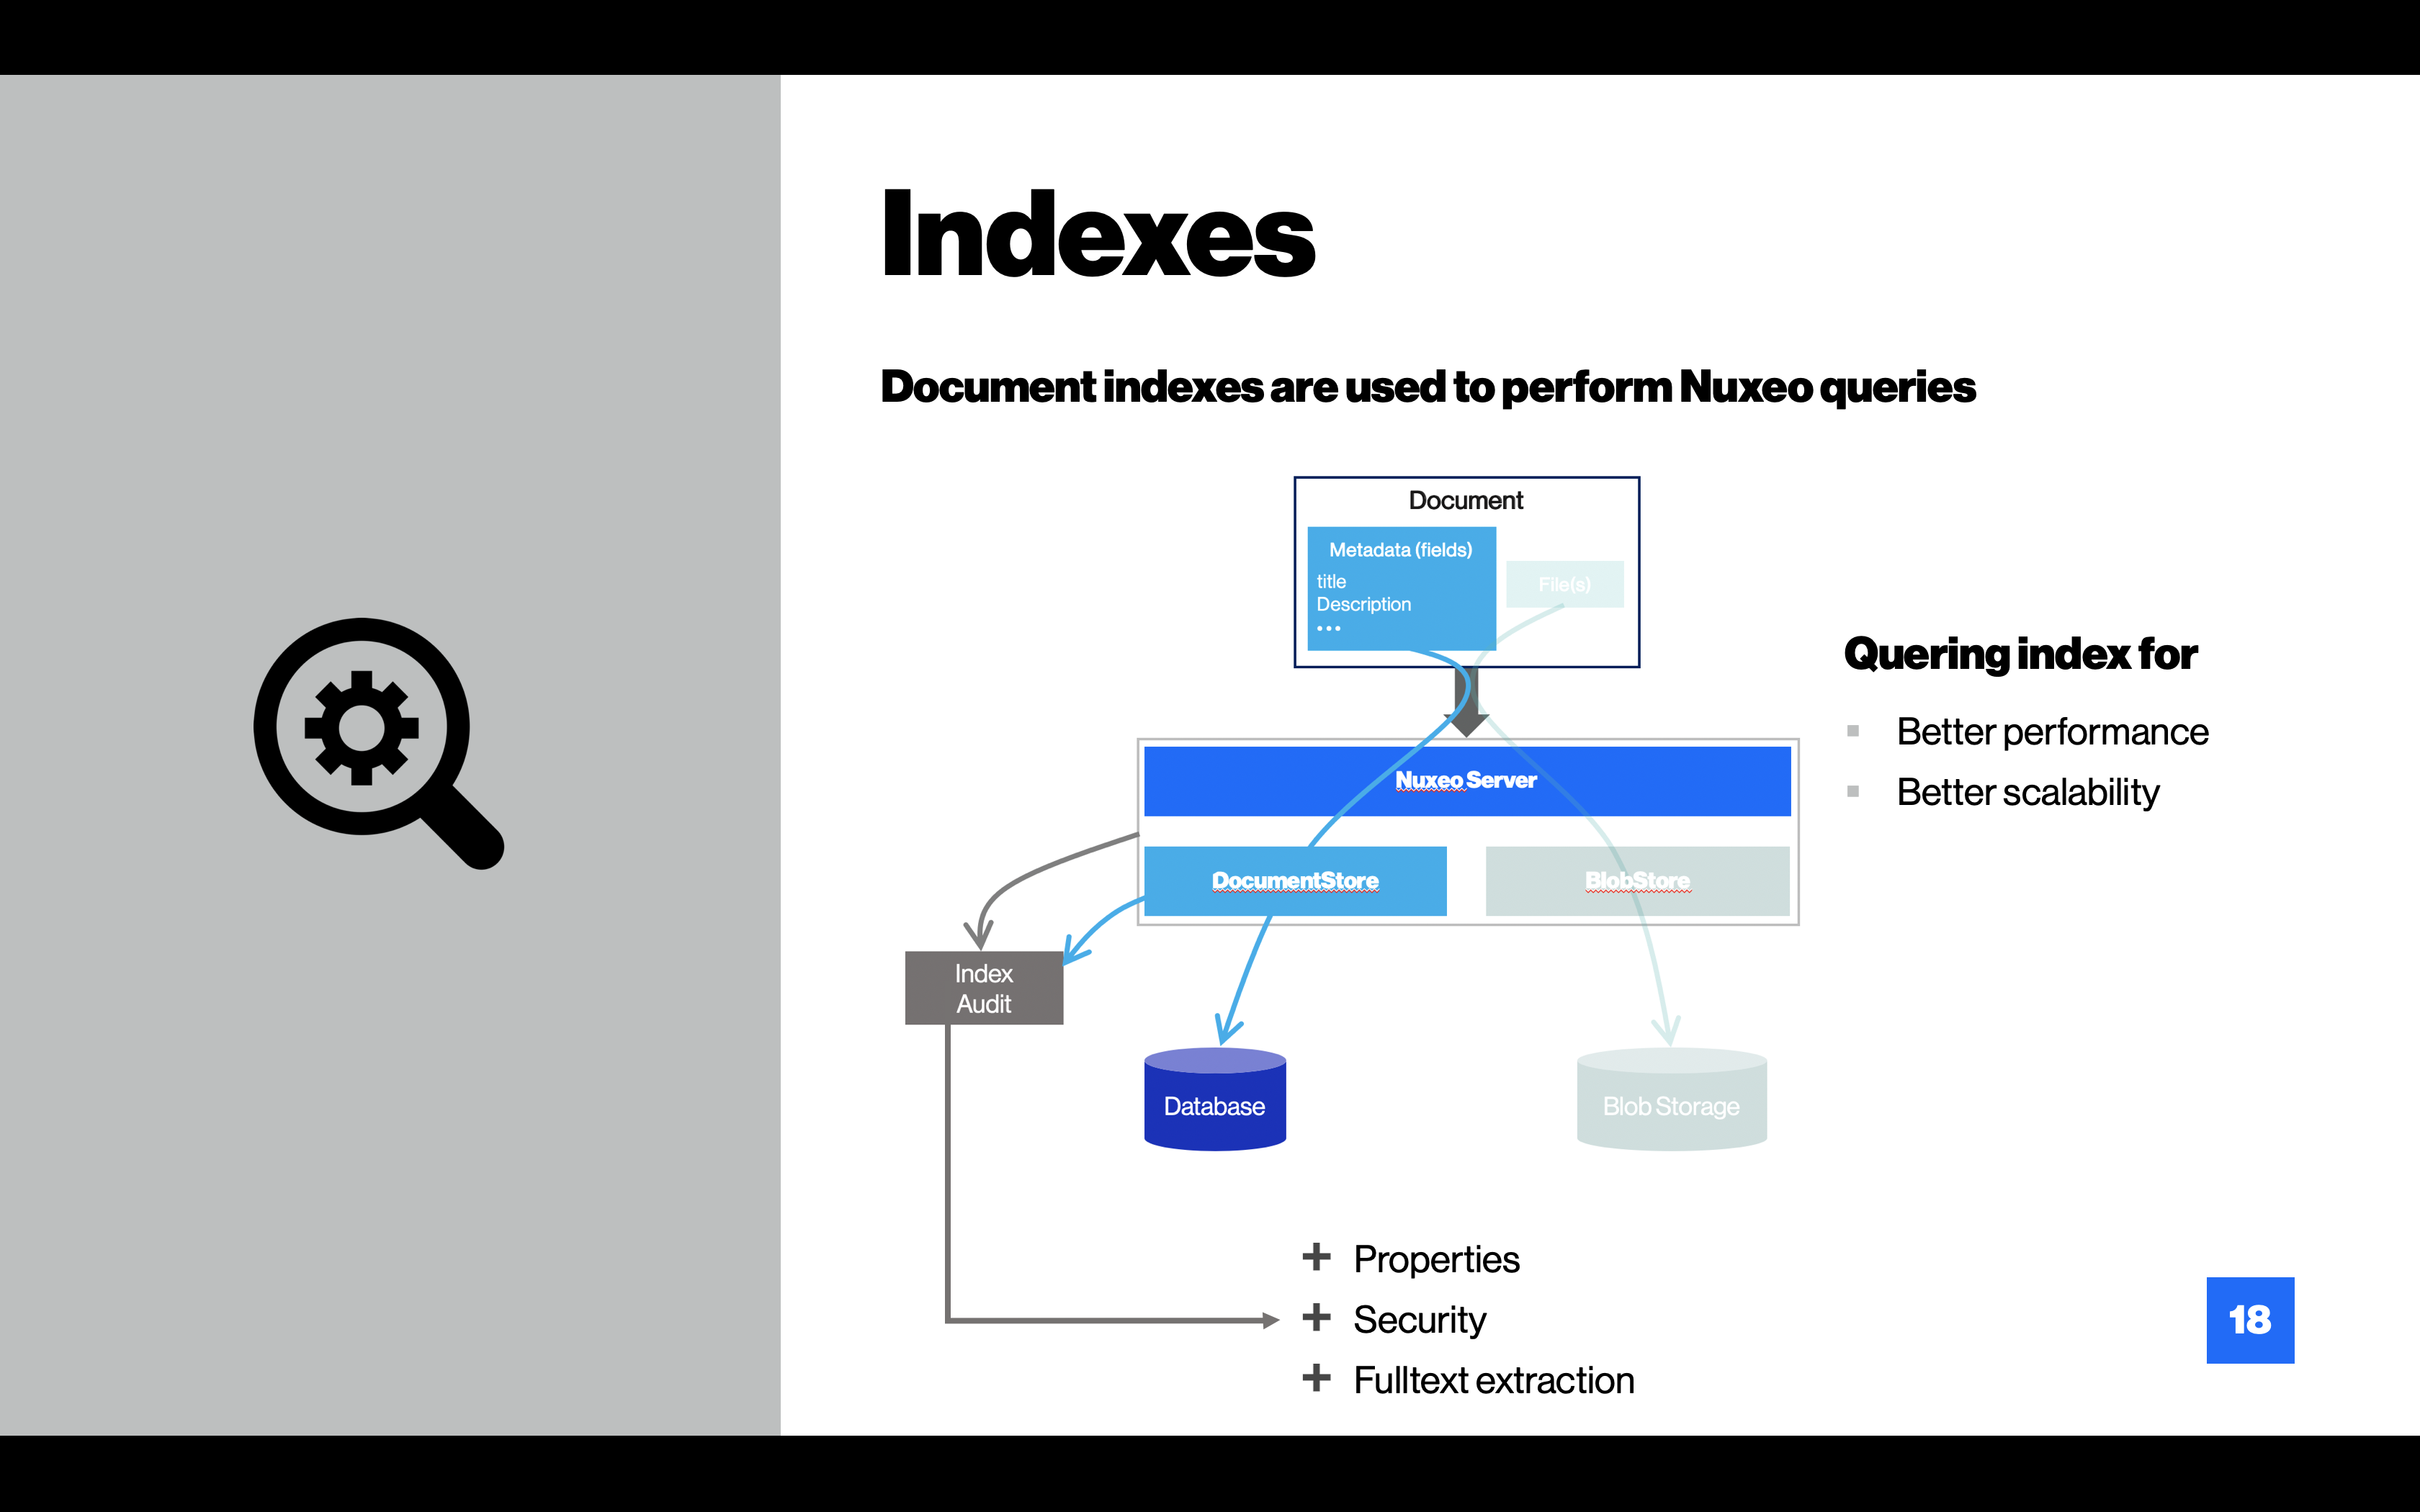 Indexes
Document indexes are used to perform Nuxeo queries
Document
Metadata (fields)
title
Description
•••
File(s)
Quering index for
Better performance
Better scalability
Nuxeo Server
DocumentStore
BlobStore
Index
Audit
Database
Blob Storage
Properties
Security
Fulltext extraction
18